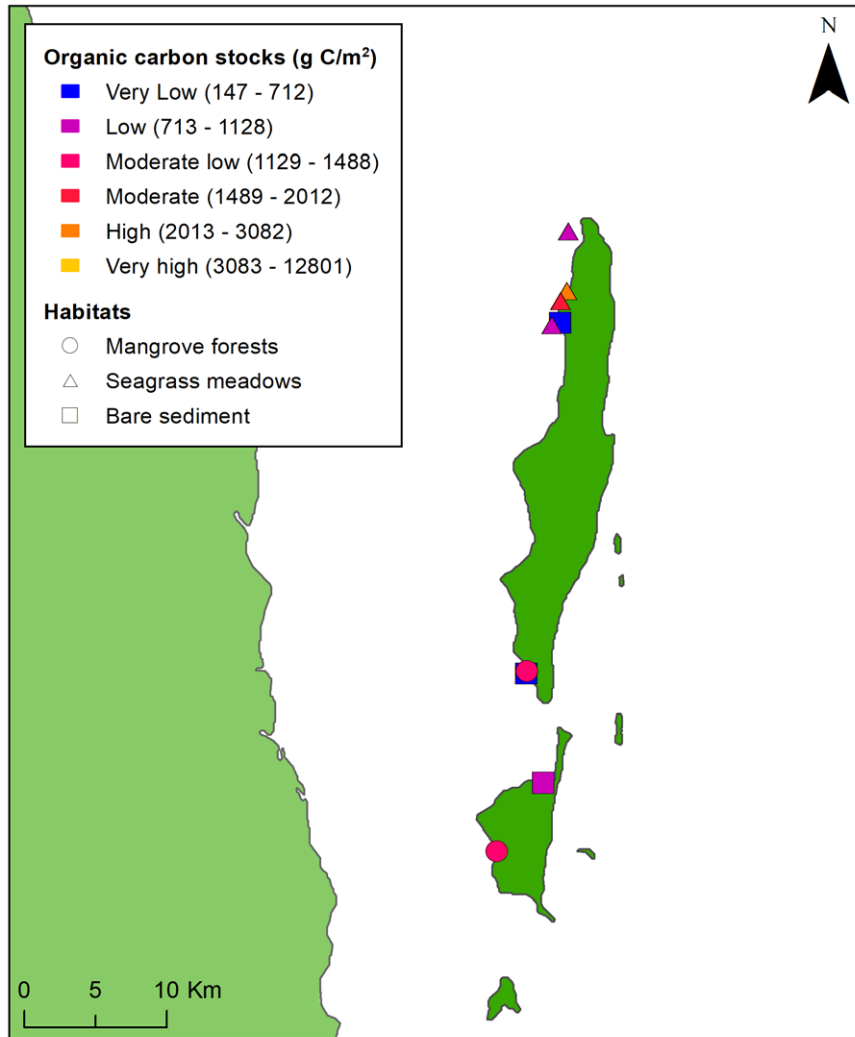 Organic carbon stocks (g C/m²)
Very Low (147 - 712)
Low (713 - 1128)
Moderate low (1129 - 1488)
Moderate (1489 - 2012)
High (2013 - 3082)
Very high (3083 - 12801)
Habitats
Mangrove forests
Seagrass meadows
Bare sediment
N
0 5 10 Km